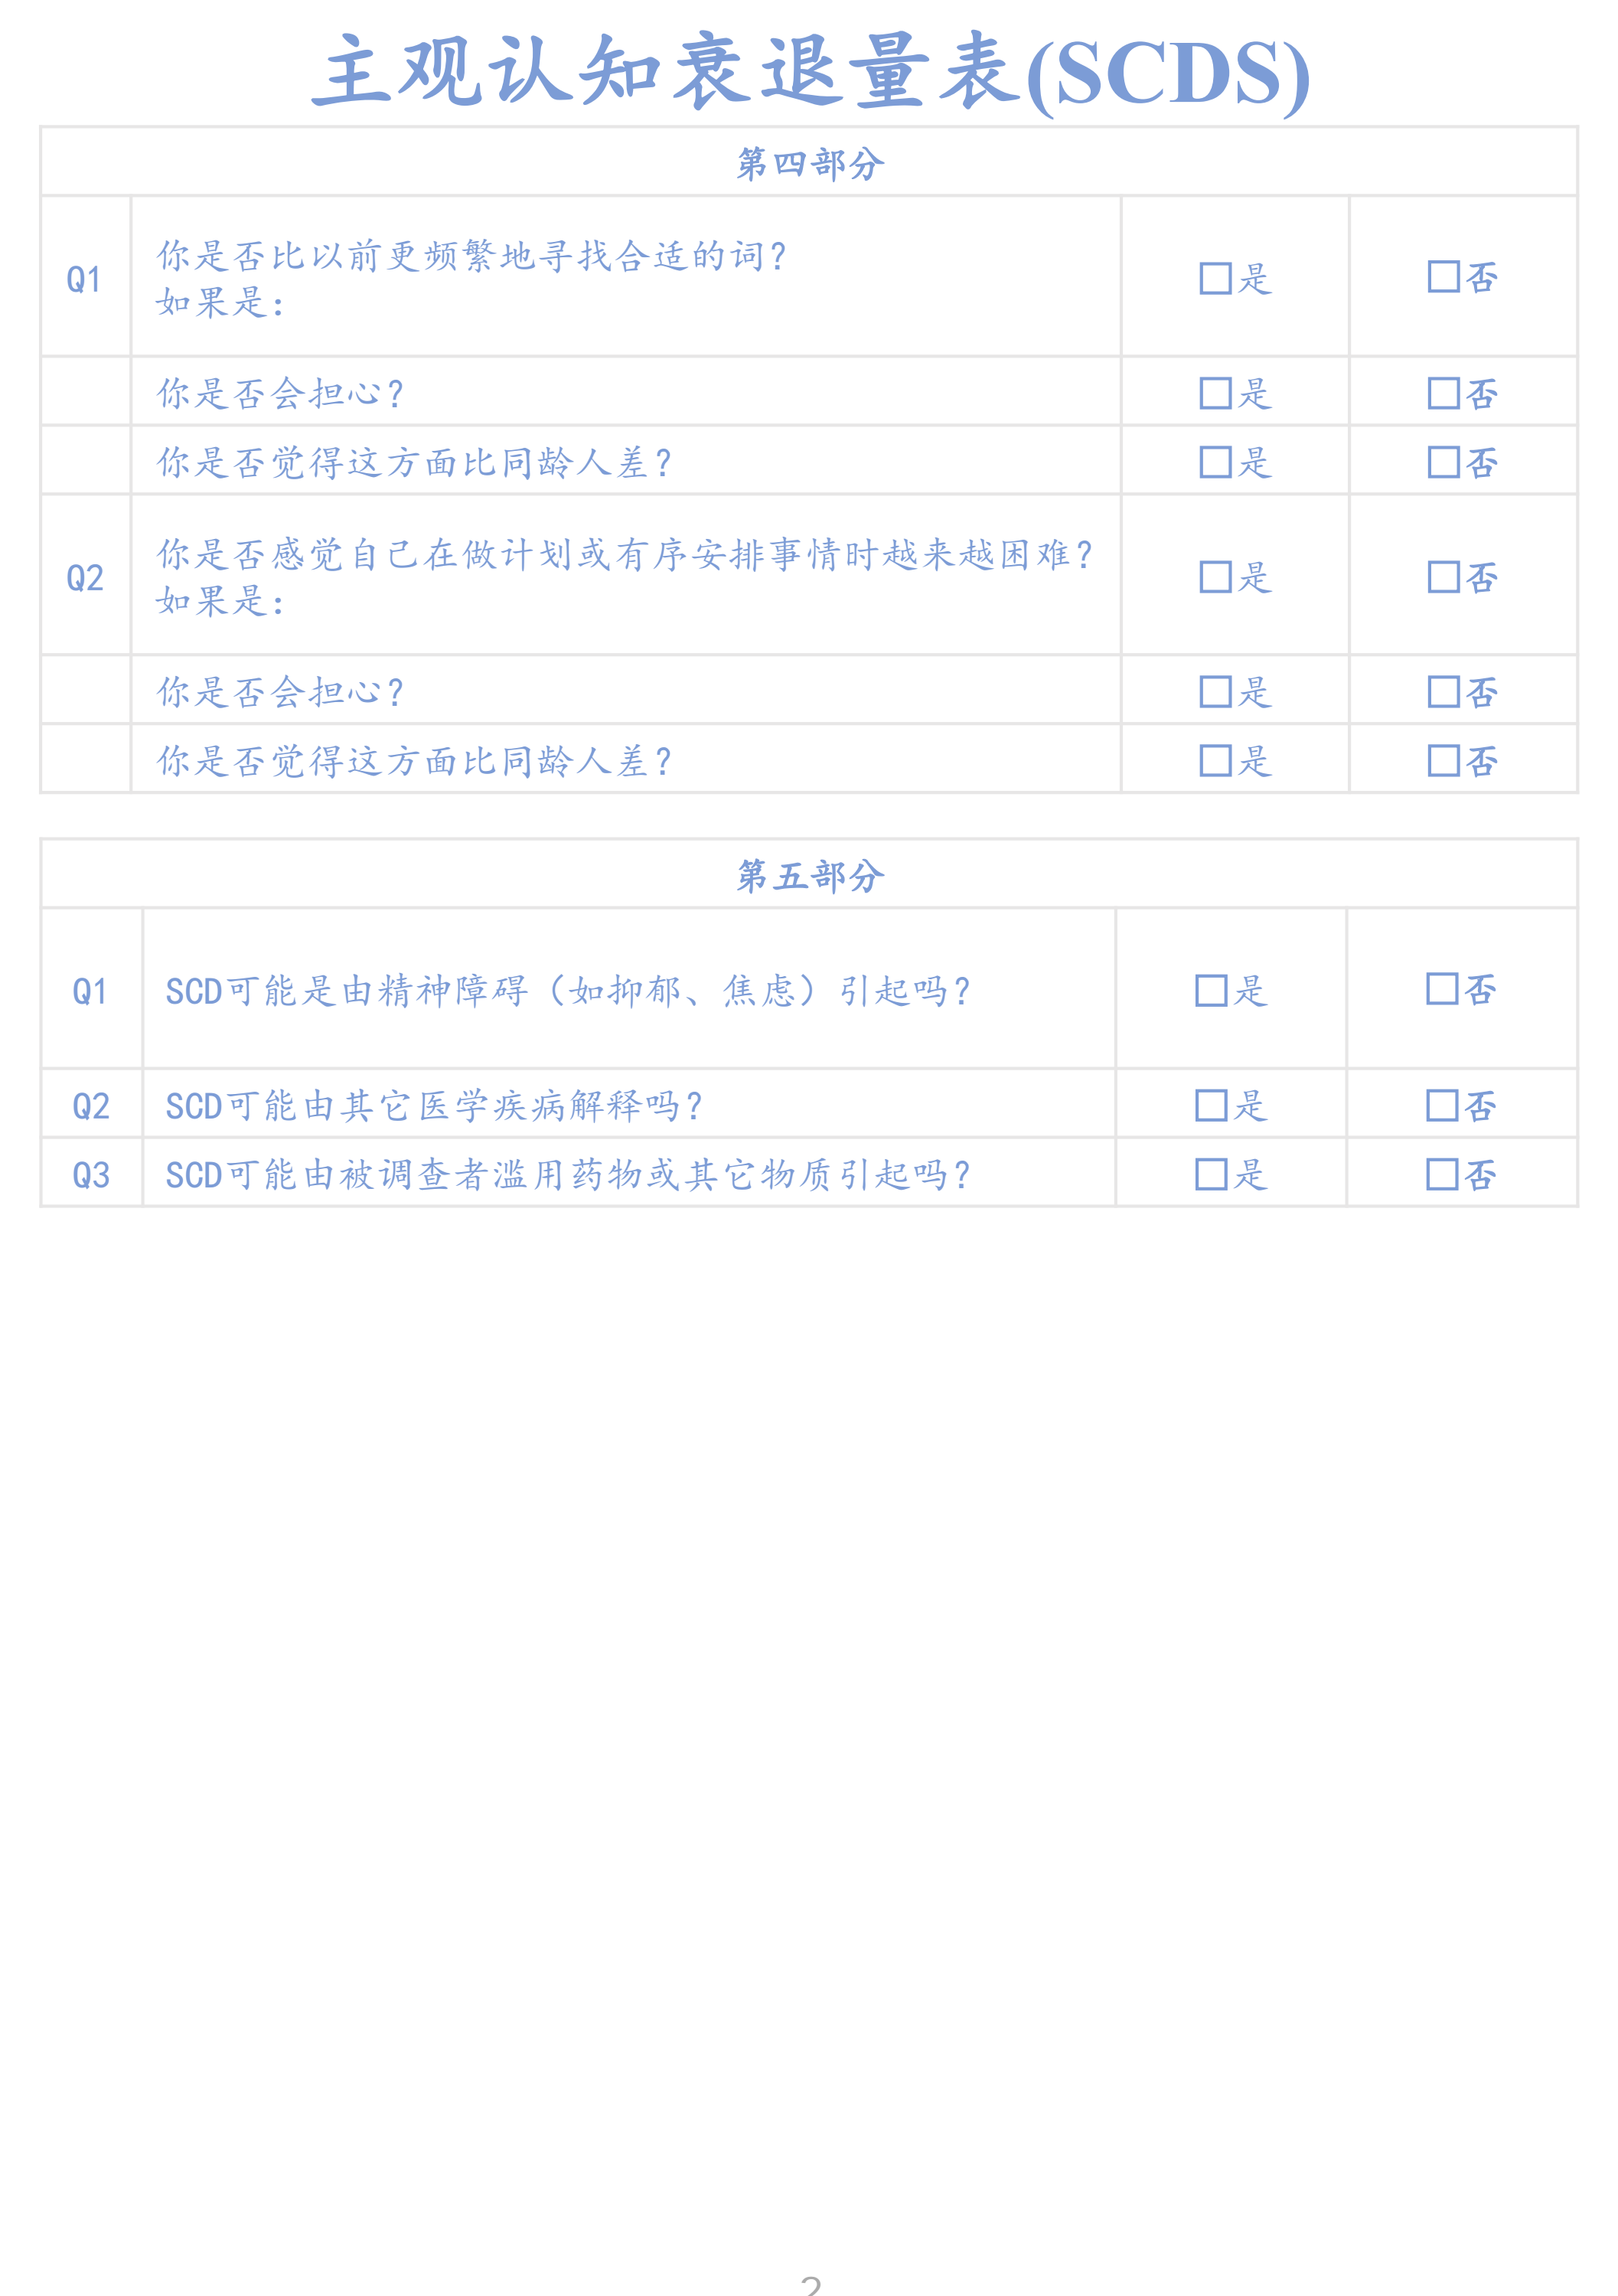 主观认知衰退量表(SCDS)
第四部分
Q1 你是否比以前更频繁地寻找合适的词? □是 □否
如果是:
你是否会担心? □是 □否
你是否觉得这方面比同龄人差? □是 □否
Q2 你是否感觉自己在做计划或有序安排事情时越来越困难? □是 □否
如果是:
你是否会担心? □是 □否
你是否觉得这方面比同龄人差? □是 □否
第五部分
Q1 SCD可能是由精神障碍（如抑郁、焦虑）引起吗? □是 □否
Q2 SCD可能由其它医学疾病解释吗? □是 □否
Q3 SCD可能由被调查者滥用药物或其它物质引起吗? □是 □否
2